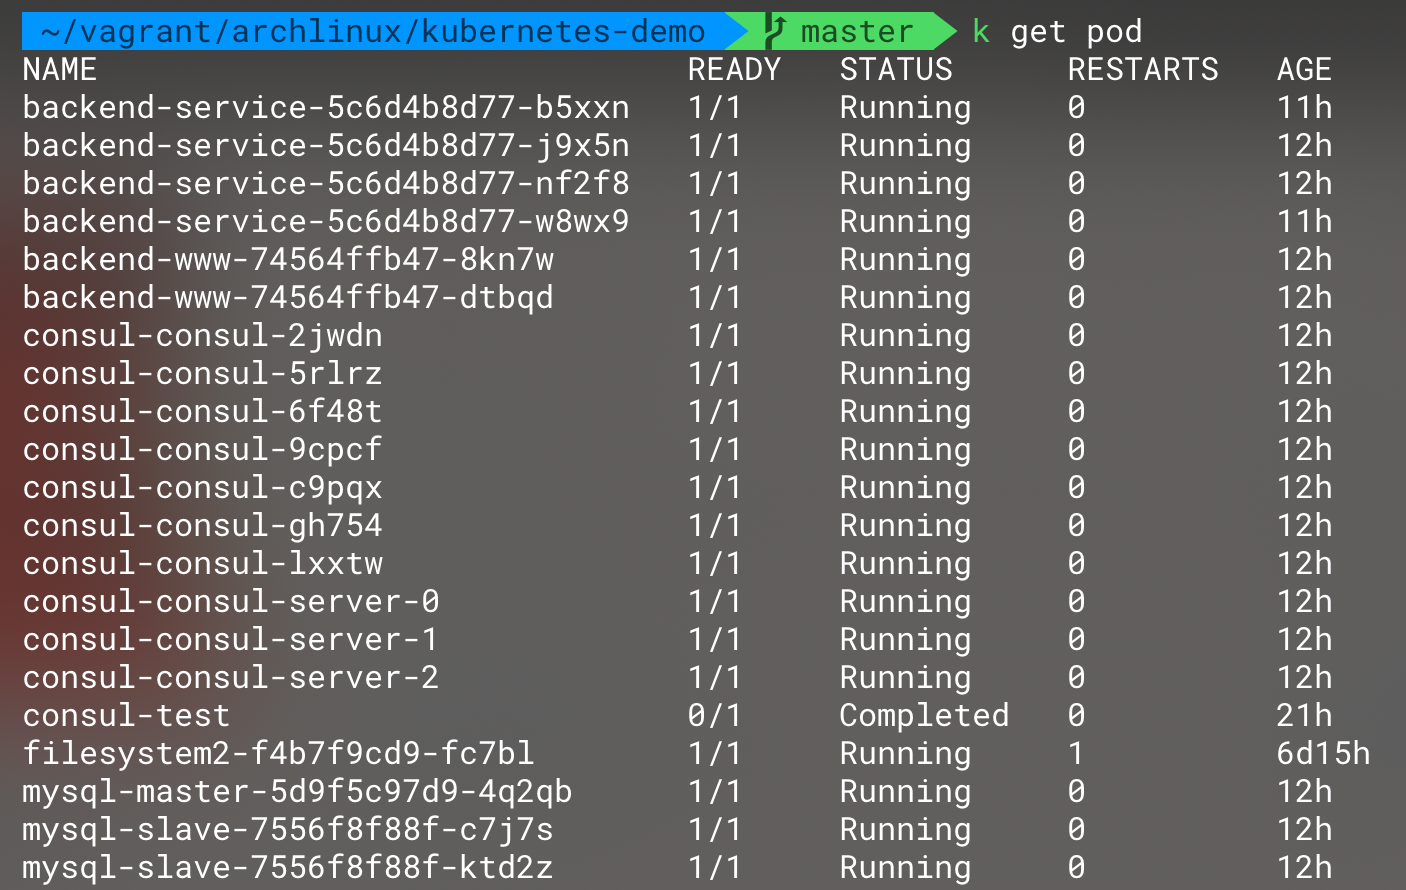 ~/vagrant/archlinux/kubernetes-demo master k get pod
NAME READY STATUS RESTARTS AGE
backend-service-5c6d4b8d77-b5xxn 1/1 Running 0 11h
backend-service-5c6d4b8d77-j9x5n 1/1 Running 0 12h
backend-service-5c6d4b8d77-nf2f8 1/1 Running 0 12h
backend-service-5c6d4b8d77-w8wx9 1/1 Running 0 11h
backend-www-74564ffb47-8kn7w 1/1 Running 0 12h
backend-www-74564ffb47-dtbqd 1/1 Running 0 12h
consul-consul-2jwdn 1/1 Running 0 12h
consul-consul-5rlrz 1/1 Running 0 12h
consul-consul-6f48t 1/1 Running 0 12h
consul-consul-9cpcf 1/1 Running 0 12h
consul-consul-c9pqx 1/1 Running 0 12h
consul-consul-gh754 1/1 Running 0 12h
consul-consul-lxxtw 1/1 Running 0 12h
consul-consul-server-0 1/1 Running 0 12h
consul-consul-server-1 1/1 Running 0 12h
consul-consul-server-2 1/1 Running 0 12h
consul-test 0/1 Completed 0 21h
filesystem2-f4b7f9cd9-fc7bl 1/1 Running 1 6d15h
mysql-master-5d9f5c97d9-4q2qb 1/1 Running 0 12h
mysql-slave-7556f8f88f-c7j7s 1/1 Running 0 12h
mysql-slave-7556f8f88f-ktd2z 1/1 Running 0 12h